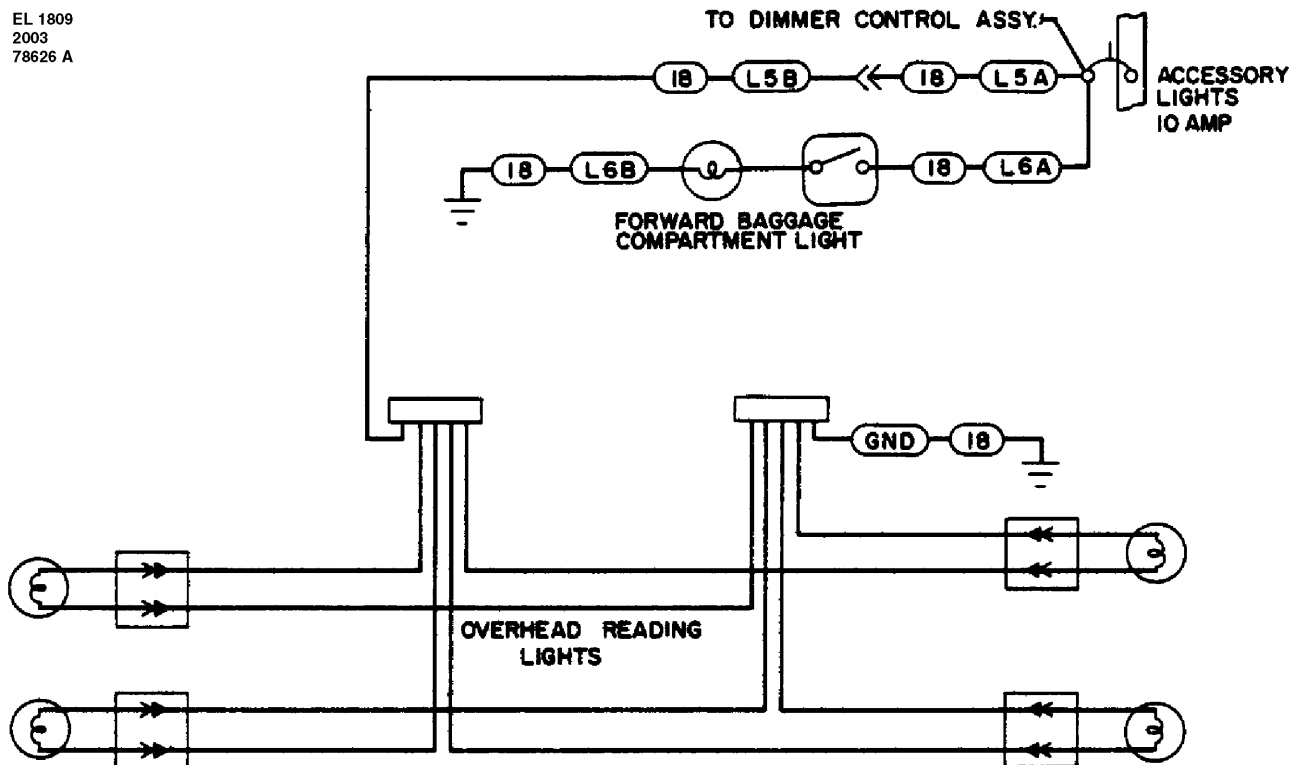 EL 1809
2003
78626 A
TO DIMMER CONTROL ASSY.
18 L5B 18 L5A
ACCESSORY
LIGHTS
10 AMP
18 L6B 18 L6A
FORWARD BAGGAGE
COMPARTMENT LIGHT
GND 18
OVERHEAD READING
LIGHTS